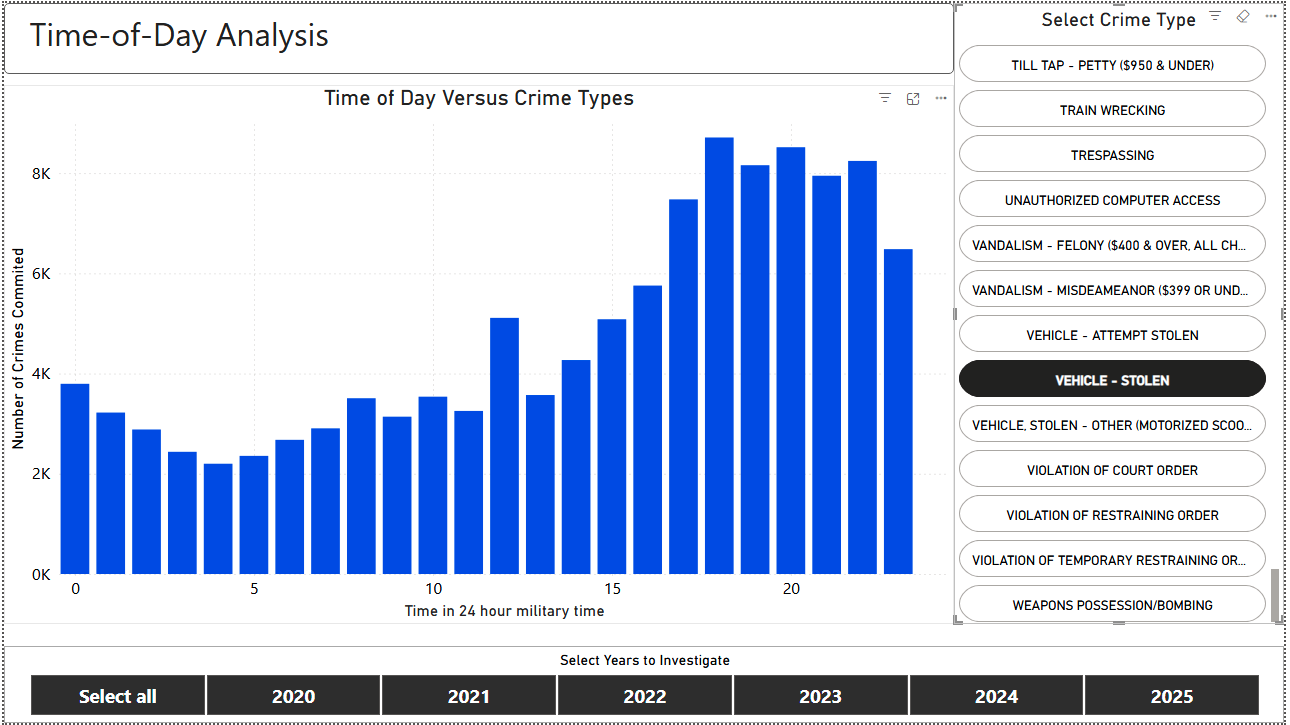 Time-of-Day Analysis
Time of Day Versus Crime Types
Number of Crimes Commited
8K
6K
4K
2K
0K
0
5
10
15
20
Time in 24 hour military time
Select Crime Type
TILL TAP - PETTY ($950 & UNDER)
TRAIN WRECKING
TRESPASSING
UNAUTHORIZED COMPUTER ACCESS
VANDALISM - FELONY ($400 & OVER, ALL CH...
VANDALISM - MISDEAMEANOR ($399 OR UND...
VEHICLE - ATTEMPT STOLEN
VEHICLE - STOLEN
VEHICLE, STOLEN - OTHER (MOTORIZED SCOO...
VIOLATION OF COURT ORDER
VIOLATION OF RESTRAINING ORDER
VIOLATION OF TEMPORARY RESTRAINING OR...
WEAPONS POSSESSION/BOMBING
Select Years to Investigate
Select all
2020
2021
2022
2023
2024
2025